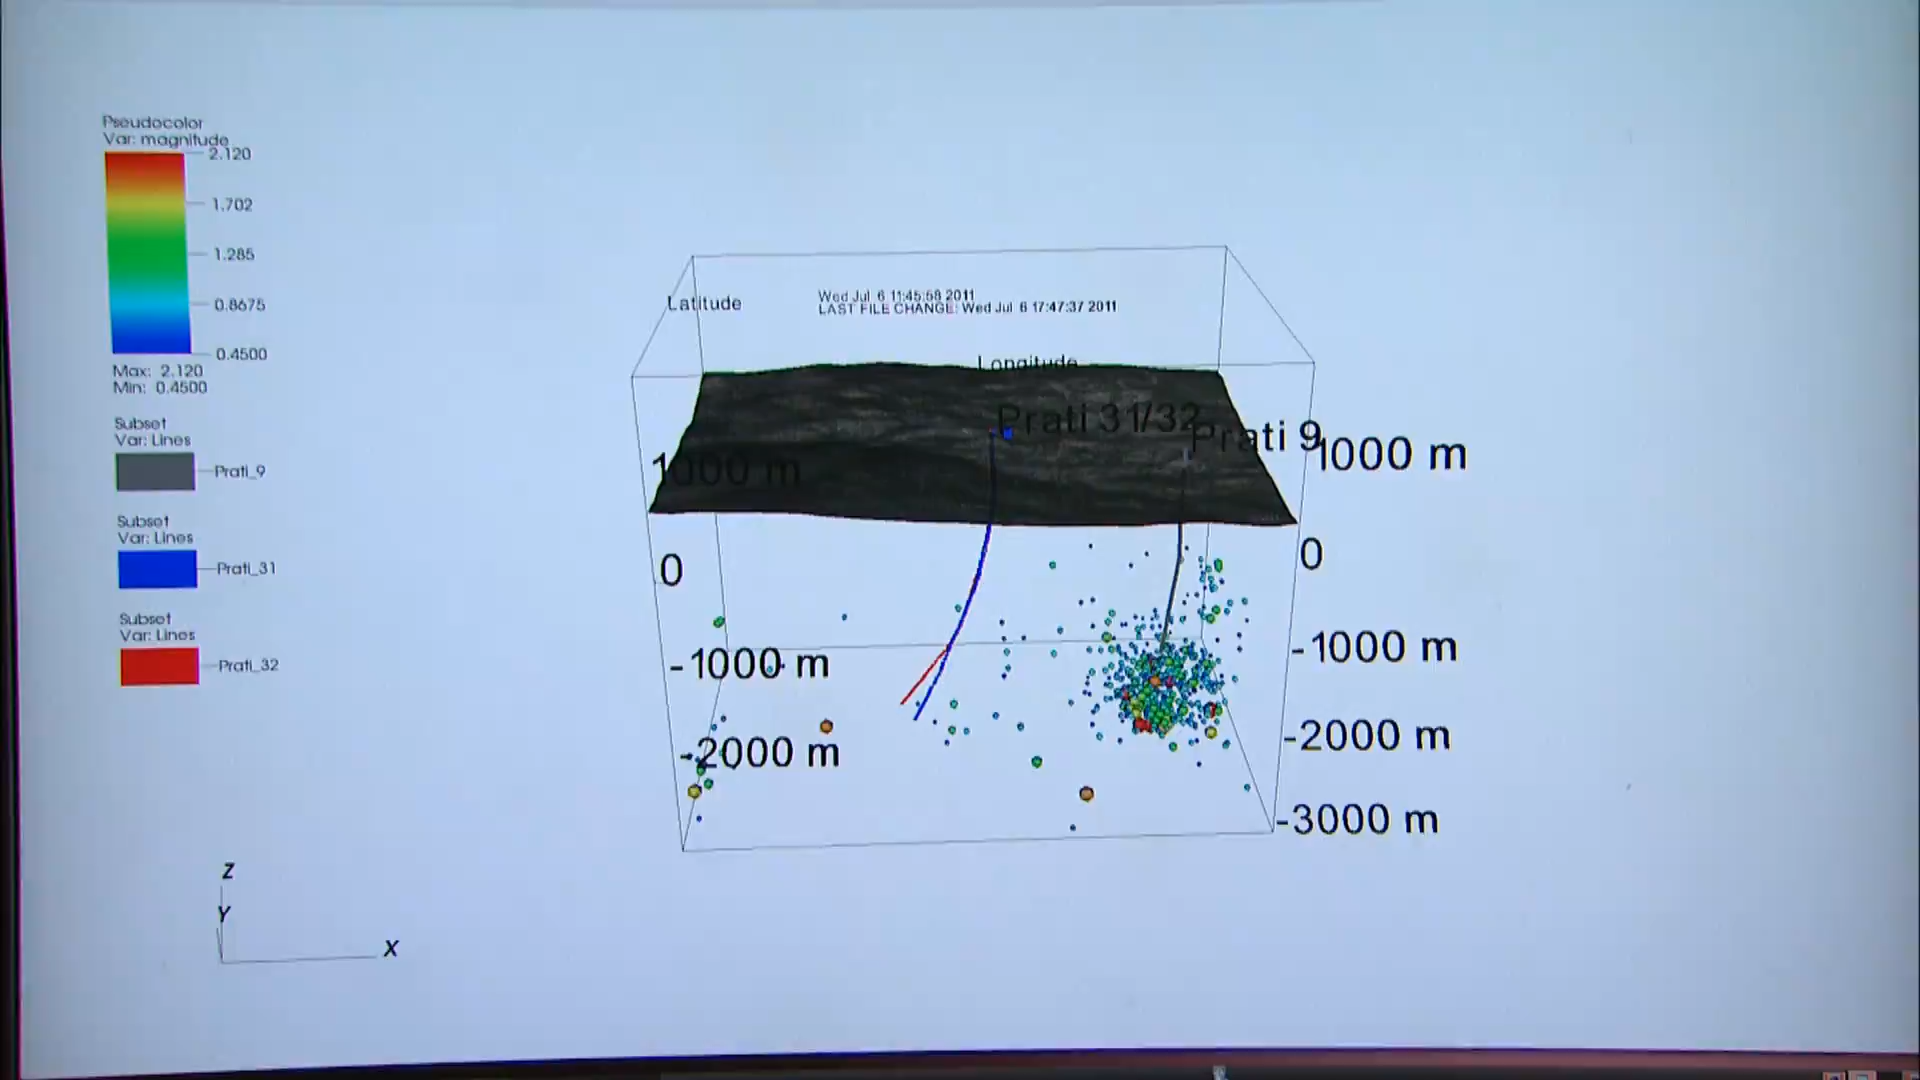 Pseudocolor
Var: magnitude
2.120
1.702
1.285
0.8675
0.4500
Max: 2.120
Min: 0.4500
Subset
Var: Lines
Prati_9
Subset
Var: Lines
Prati_31
Subset
Var: Lines
Prati_32
Latitude
Wed Jul 6 11:45:58 2011
LAST FILE CHANGE: Wed Jul 6 17:47:37 2011
Longitude
Prati 31/32
Prati 9
1000 m
1000 m
0
0
-1000 m
-1000 m
-2000 m
-2000 m
-3000 m
Z
Y
X